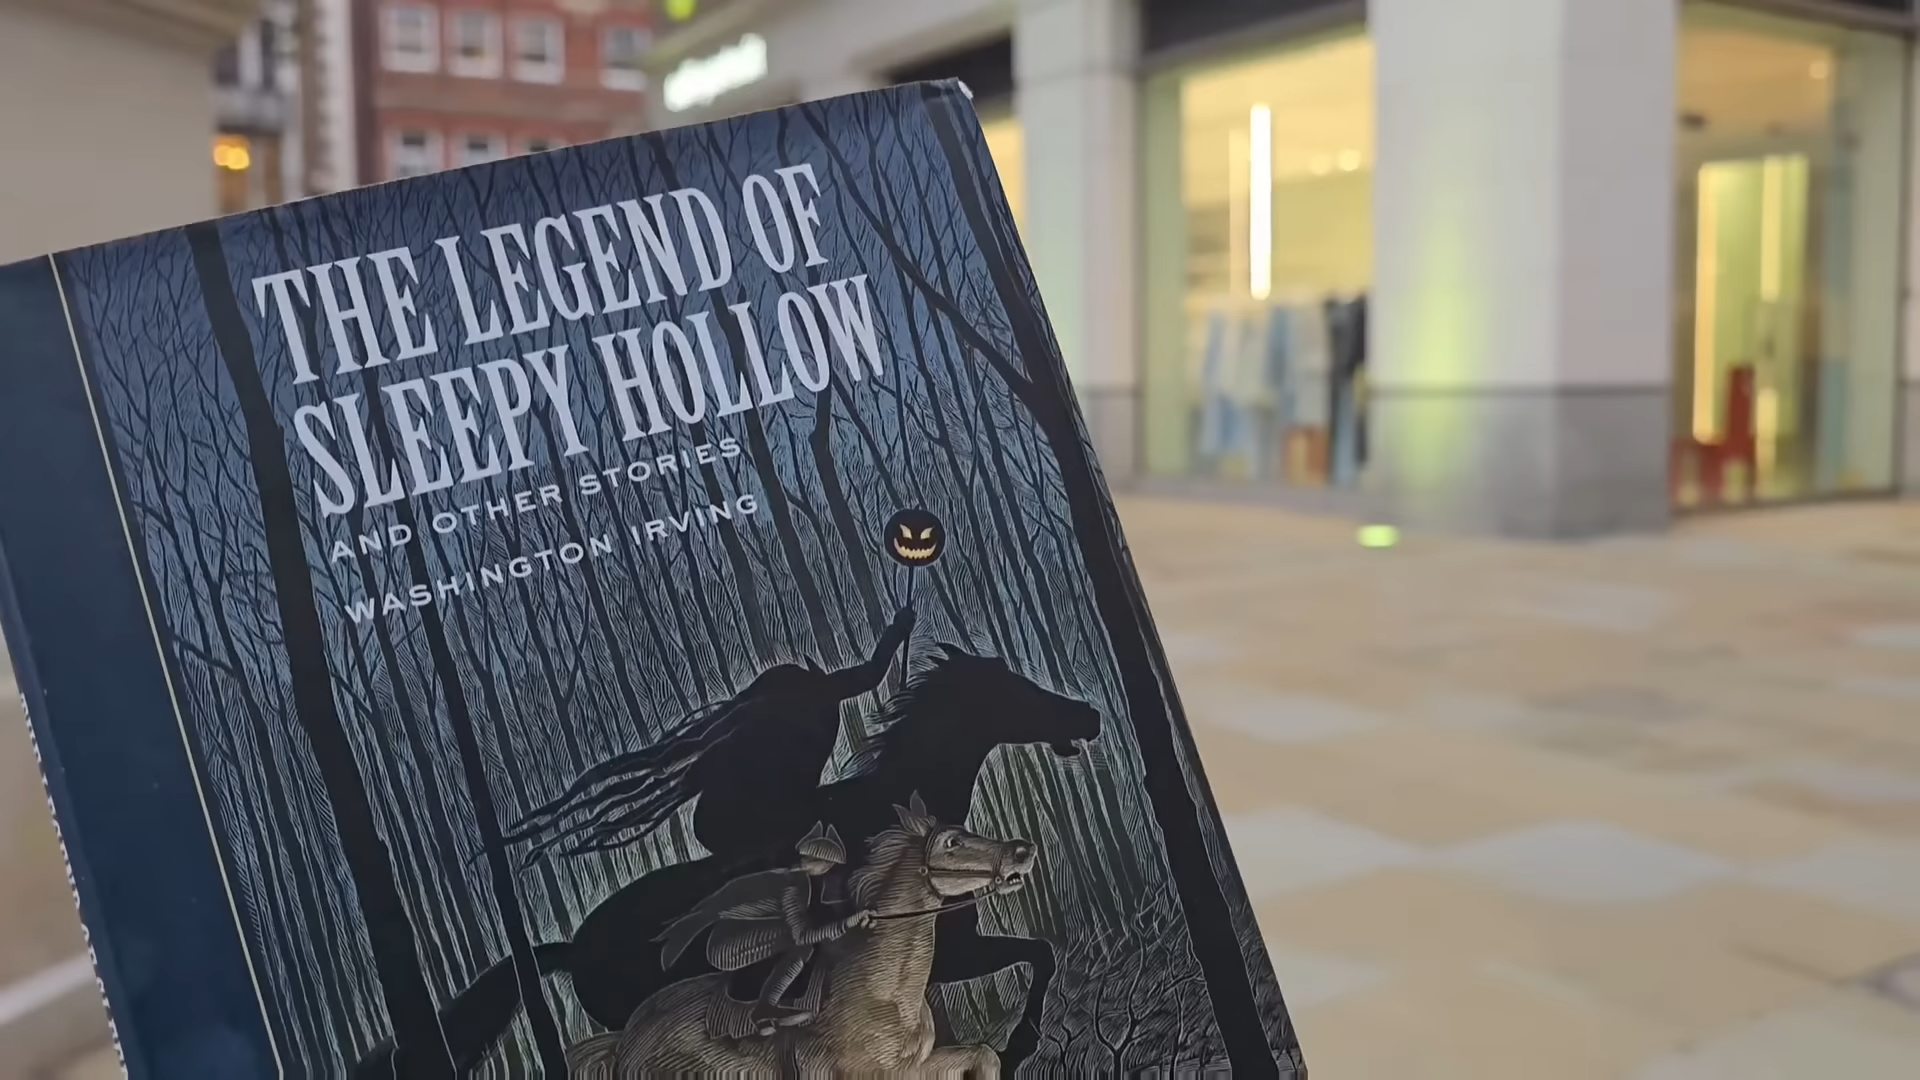 THE LEGEND OF
SLEEPY HOLLOW
AND OTHER STORIES
WASHINGTON IRVING